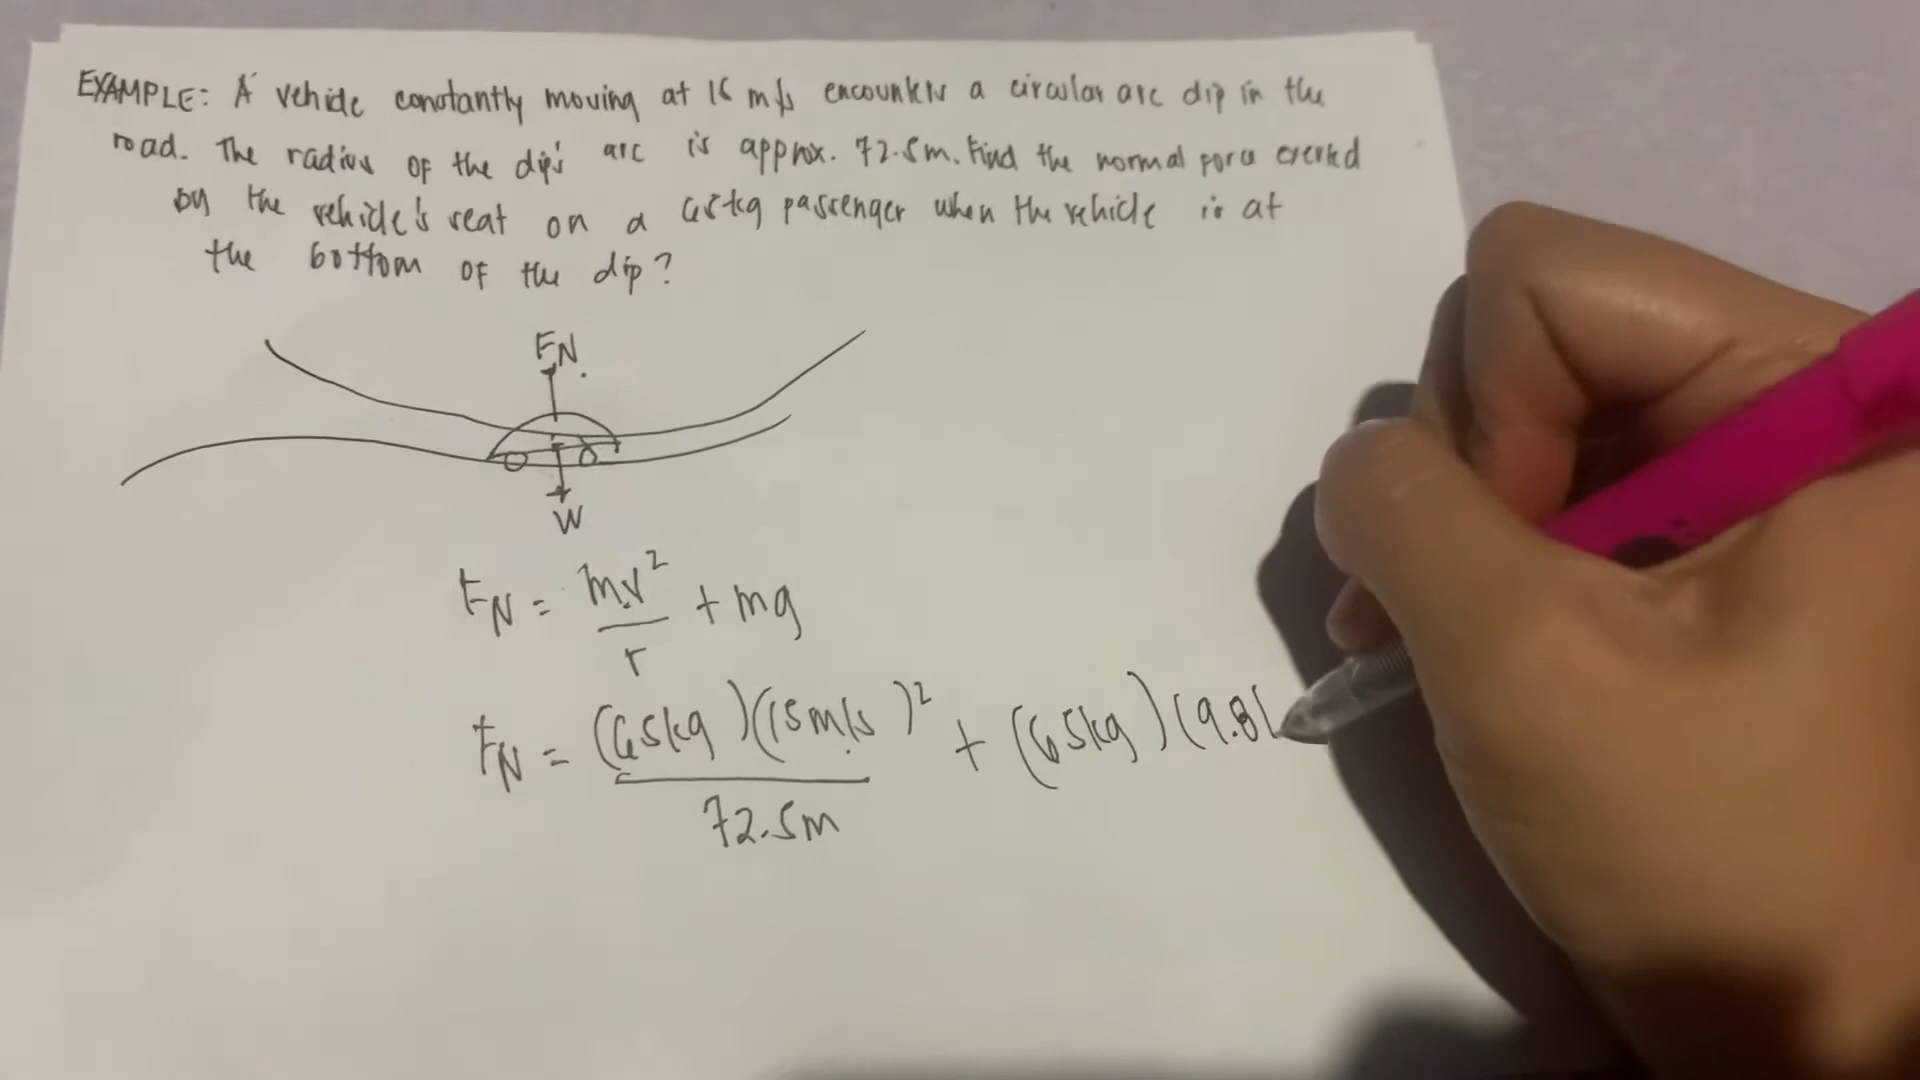 EXAMPLE: A vehicle constantly moving at 15 m/s encounters a circular arc dip in the
road. The radius of the dip's arc is approx. 72.5m. Find the normal force exerted
by the vehicle's seat on a 65kg passenger when the vehicle is at
the bottom of the dip?
FN
W
FN = mv²/r + mg
FN = (65kg)(15m/s)²/72.5m + (65kg)(9.81